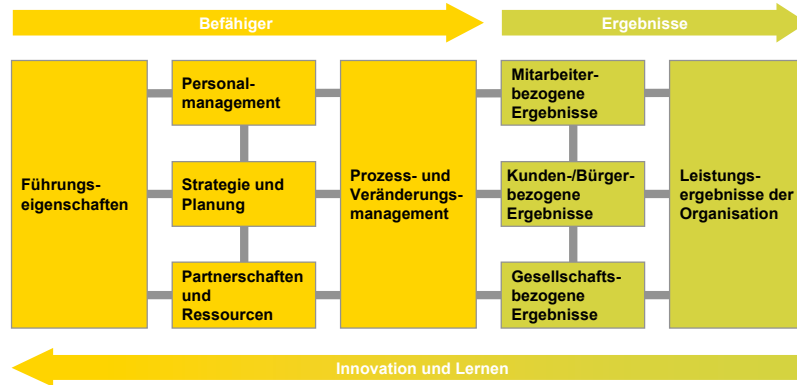 Befähiger
Ergebnisse
Führungs-
eigenschaften
Personal-
management
Strategie und
Planung
Partnerschaften
und
Ressourcen
Prozess- und
Veränderungs-
management
Mitarbeiter-
bezogene
Ergebnisse
Kunden-/Bürger-
bezogene
Ergebnisse
Gesellschafts-
bezogene
Ergebnisse
Leistungs-
ergebnisse der
Organisation
Innovation und Lernen